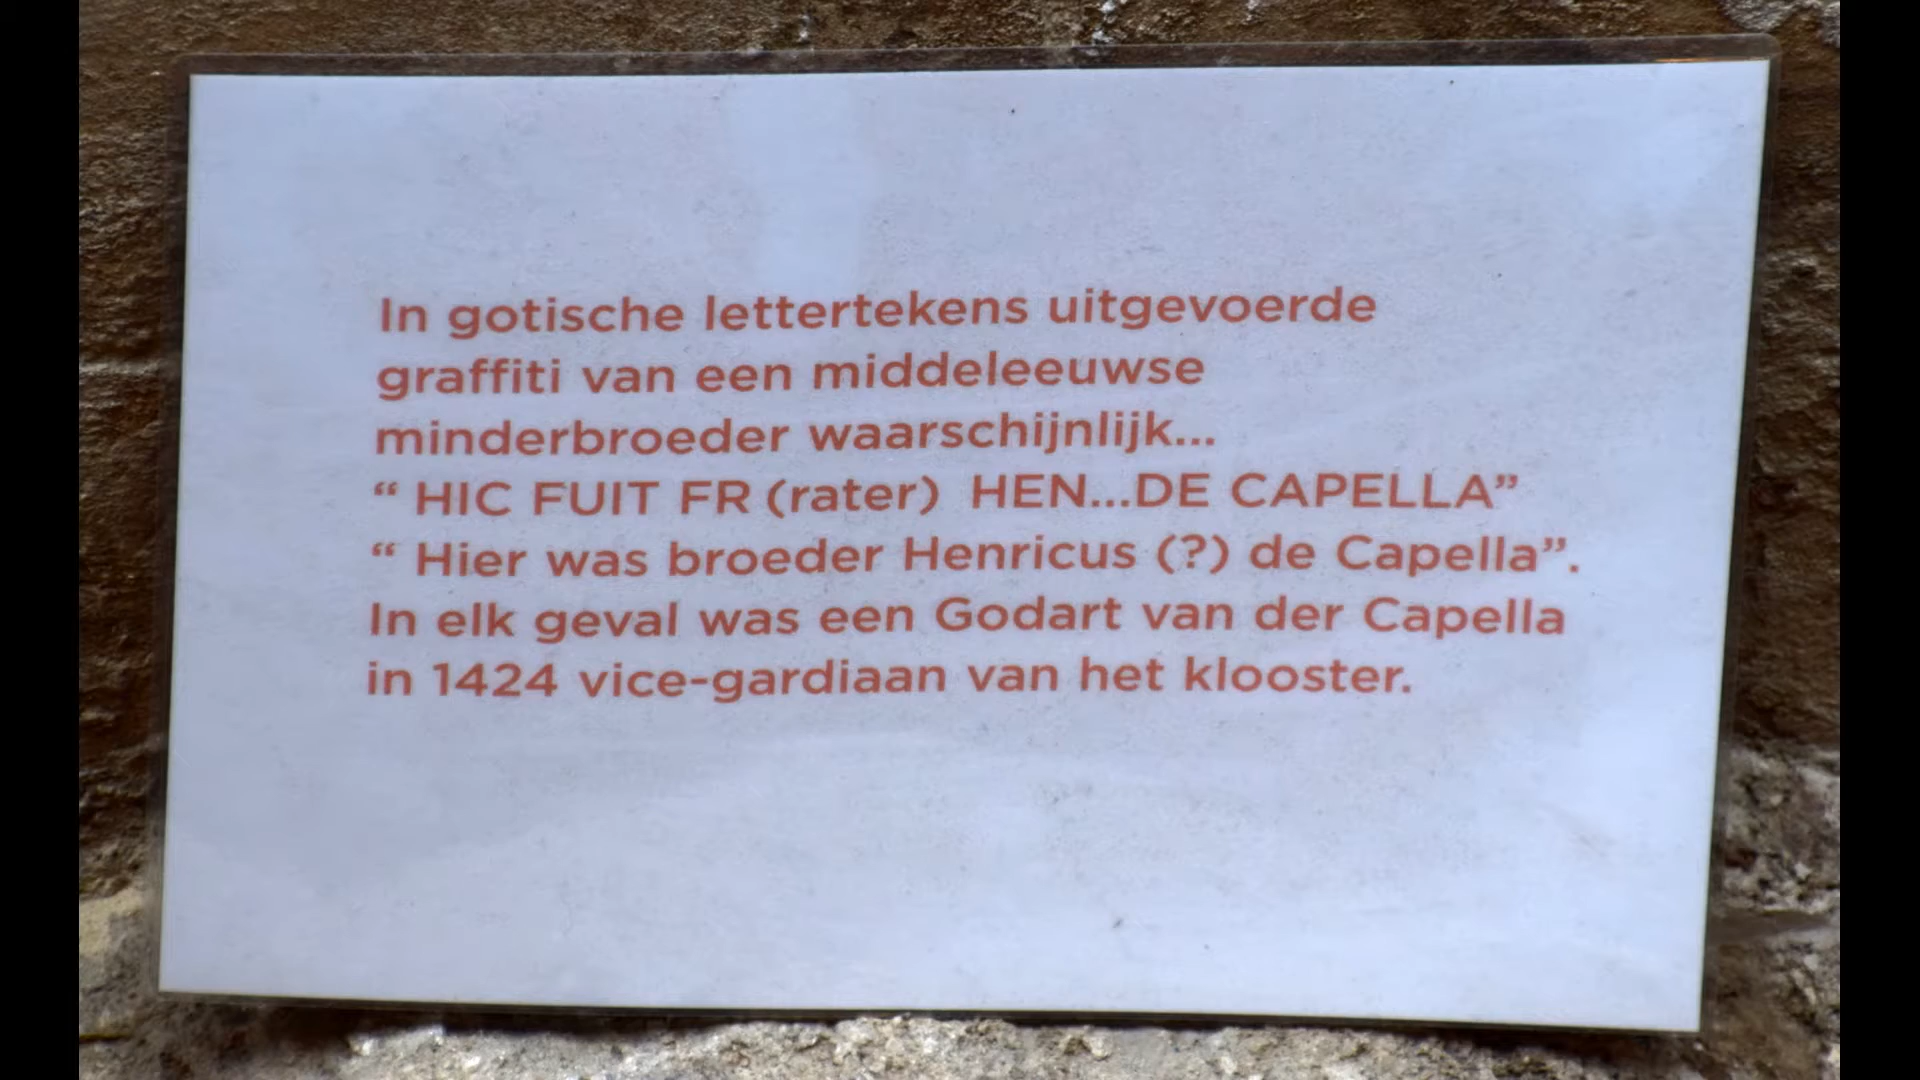 In gotische lettertekens uitgevoerde
graffiti van een middeleeuwse
minderbroeder waarschijnlijk...
“ HIC FUIT FR (rater) HEN...DE CAPELLA”
“ Hier was broeder Henricus (?) de Capella”.
In elk geval was een Godart van der Capella
in 1424 vice-gardiaan van het klooster.